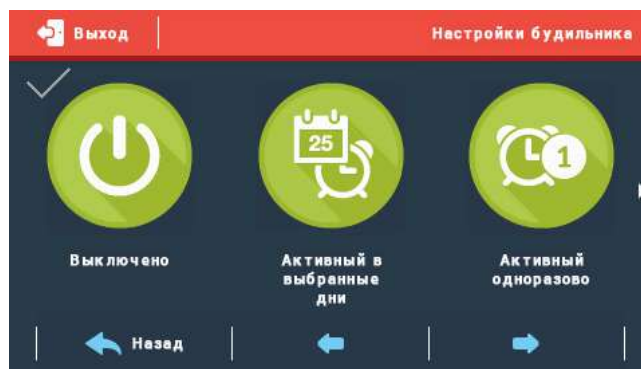 Выход
Настройки будильника
25
1
Выключено
Активный в
выбранные
дни
Активный
одноразово
Назад